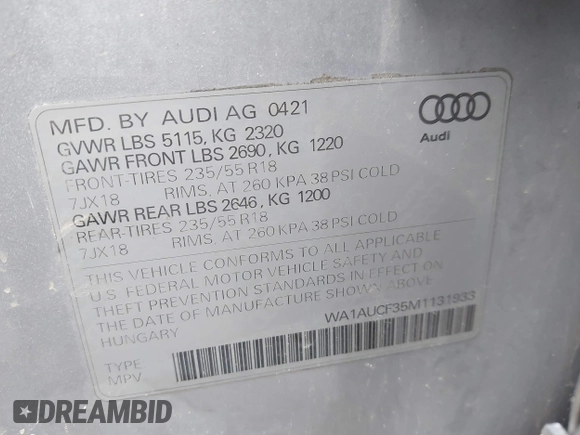 MFD. BY AUDI AG 0421
GVWR LBS 5115, KG 2320
GAWR FRONT LBS 2690, KG 1220
FRONT-TIRES 235/55 R18
7JX18 RIMS, AT 260 KPA 38 PSI COLD
GAWR REAR LBS 2646, KG 1200
REAR-TIRES 235/55 R18
7JX18 RIMS, AT 260 KPA 38 PSI COLD
THIS VEHICLE CONFORMS TO ALL APPLICABLE
U.S. FEDERAL MOTOR VEHICLE SAFETY AND
THEFT PREVENTION STANDARDS IN EFFECT ON
THE DATE OF MANUFACTURE SHOWN ABOVE
HUNGARY
WA1AUCF35M1131933
TYPE
MPV
Audi
DREAMBID